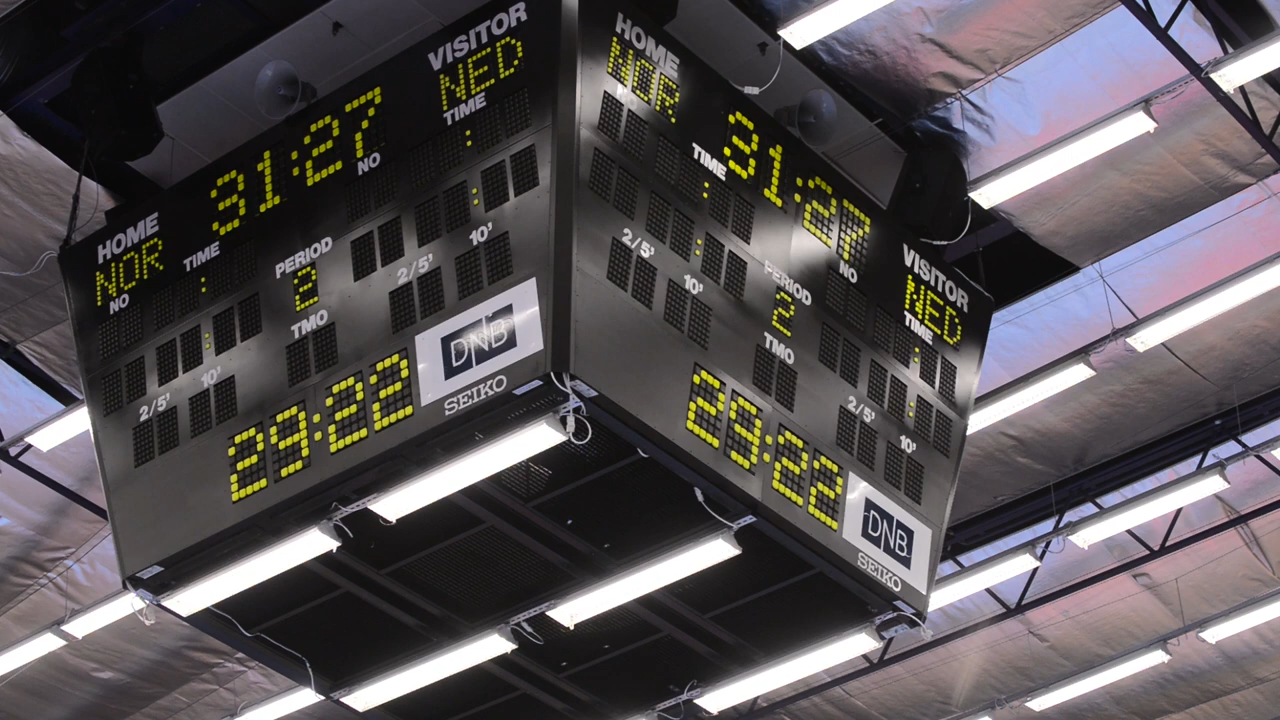 VISITOR
NED
TIME
:
31:27
NO
HOME
NOR
NO
TIME
:
PERIOD
2
TMO
:
:
2/5'
10'
2/5'
10'
29:22
DNB
SEIKO
HOME
NOR
31:27
TIME
:
NO
VISITOR
NED
TIME
:
:
2/5'
10'
PERIOD
2
TMO
:
2/5'
10'
29:22
DNB
SEIKO